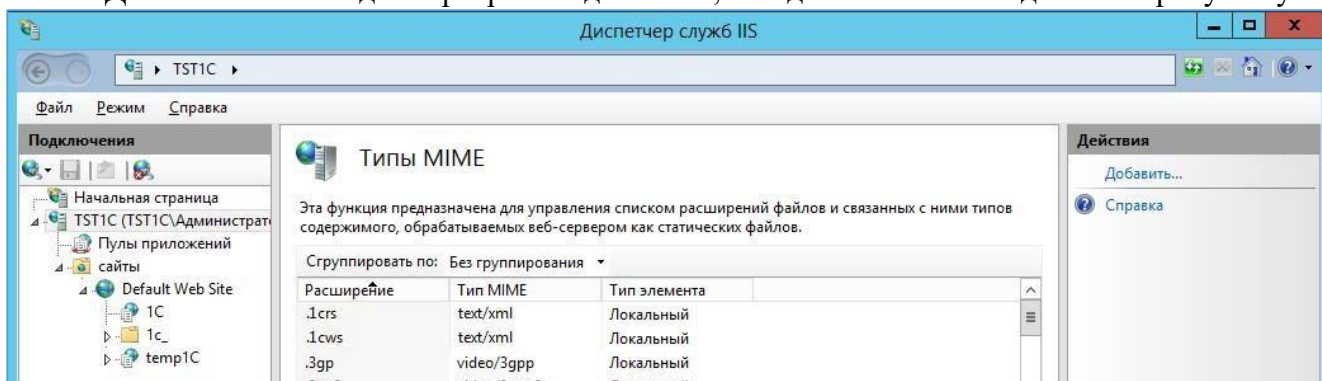 Диспетчер служб IIS
TST1C
Файл Режим Справка
Подключения
Начальная страница
TST1C (TST1C\Администрато
Пулы приложений
сайты
Default Web Site
1C
1c_
temp1C
Типы MIME
Эта функция предназначена для управления списком расширений файлов и связанных с ними типов
содержимого, обрабатываемых веб-сервером как статических файлов.
Сгруппировать по: Без группирования
Расширение Тип MIME Тип элемента
.1crs text/xml Локальный
.1cws text/xml Локальный
.3gp video/3gpp Локальный
Действия
Добавить...
Справка